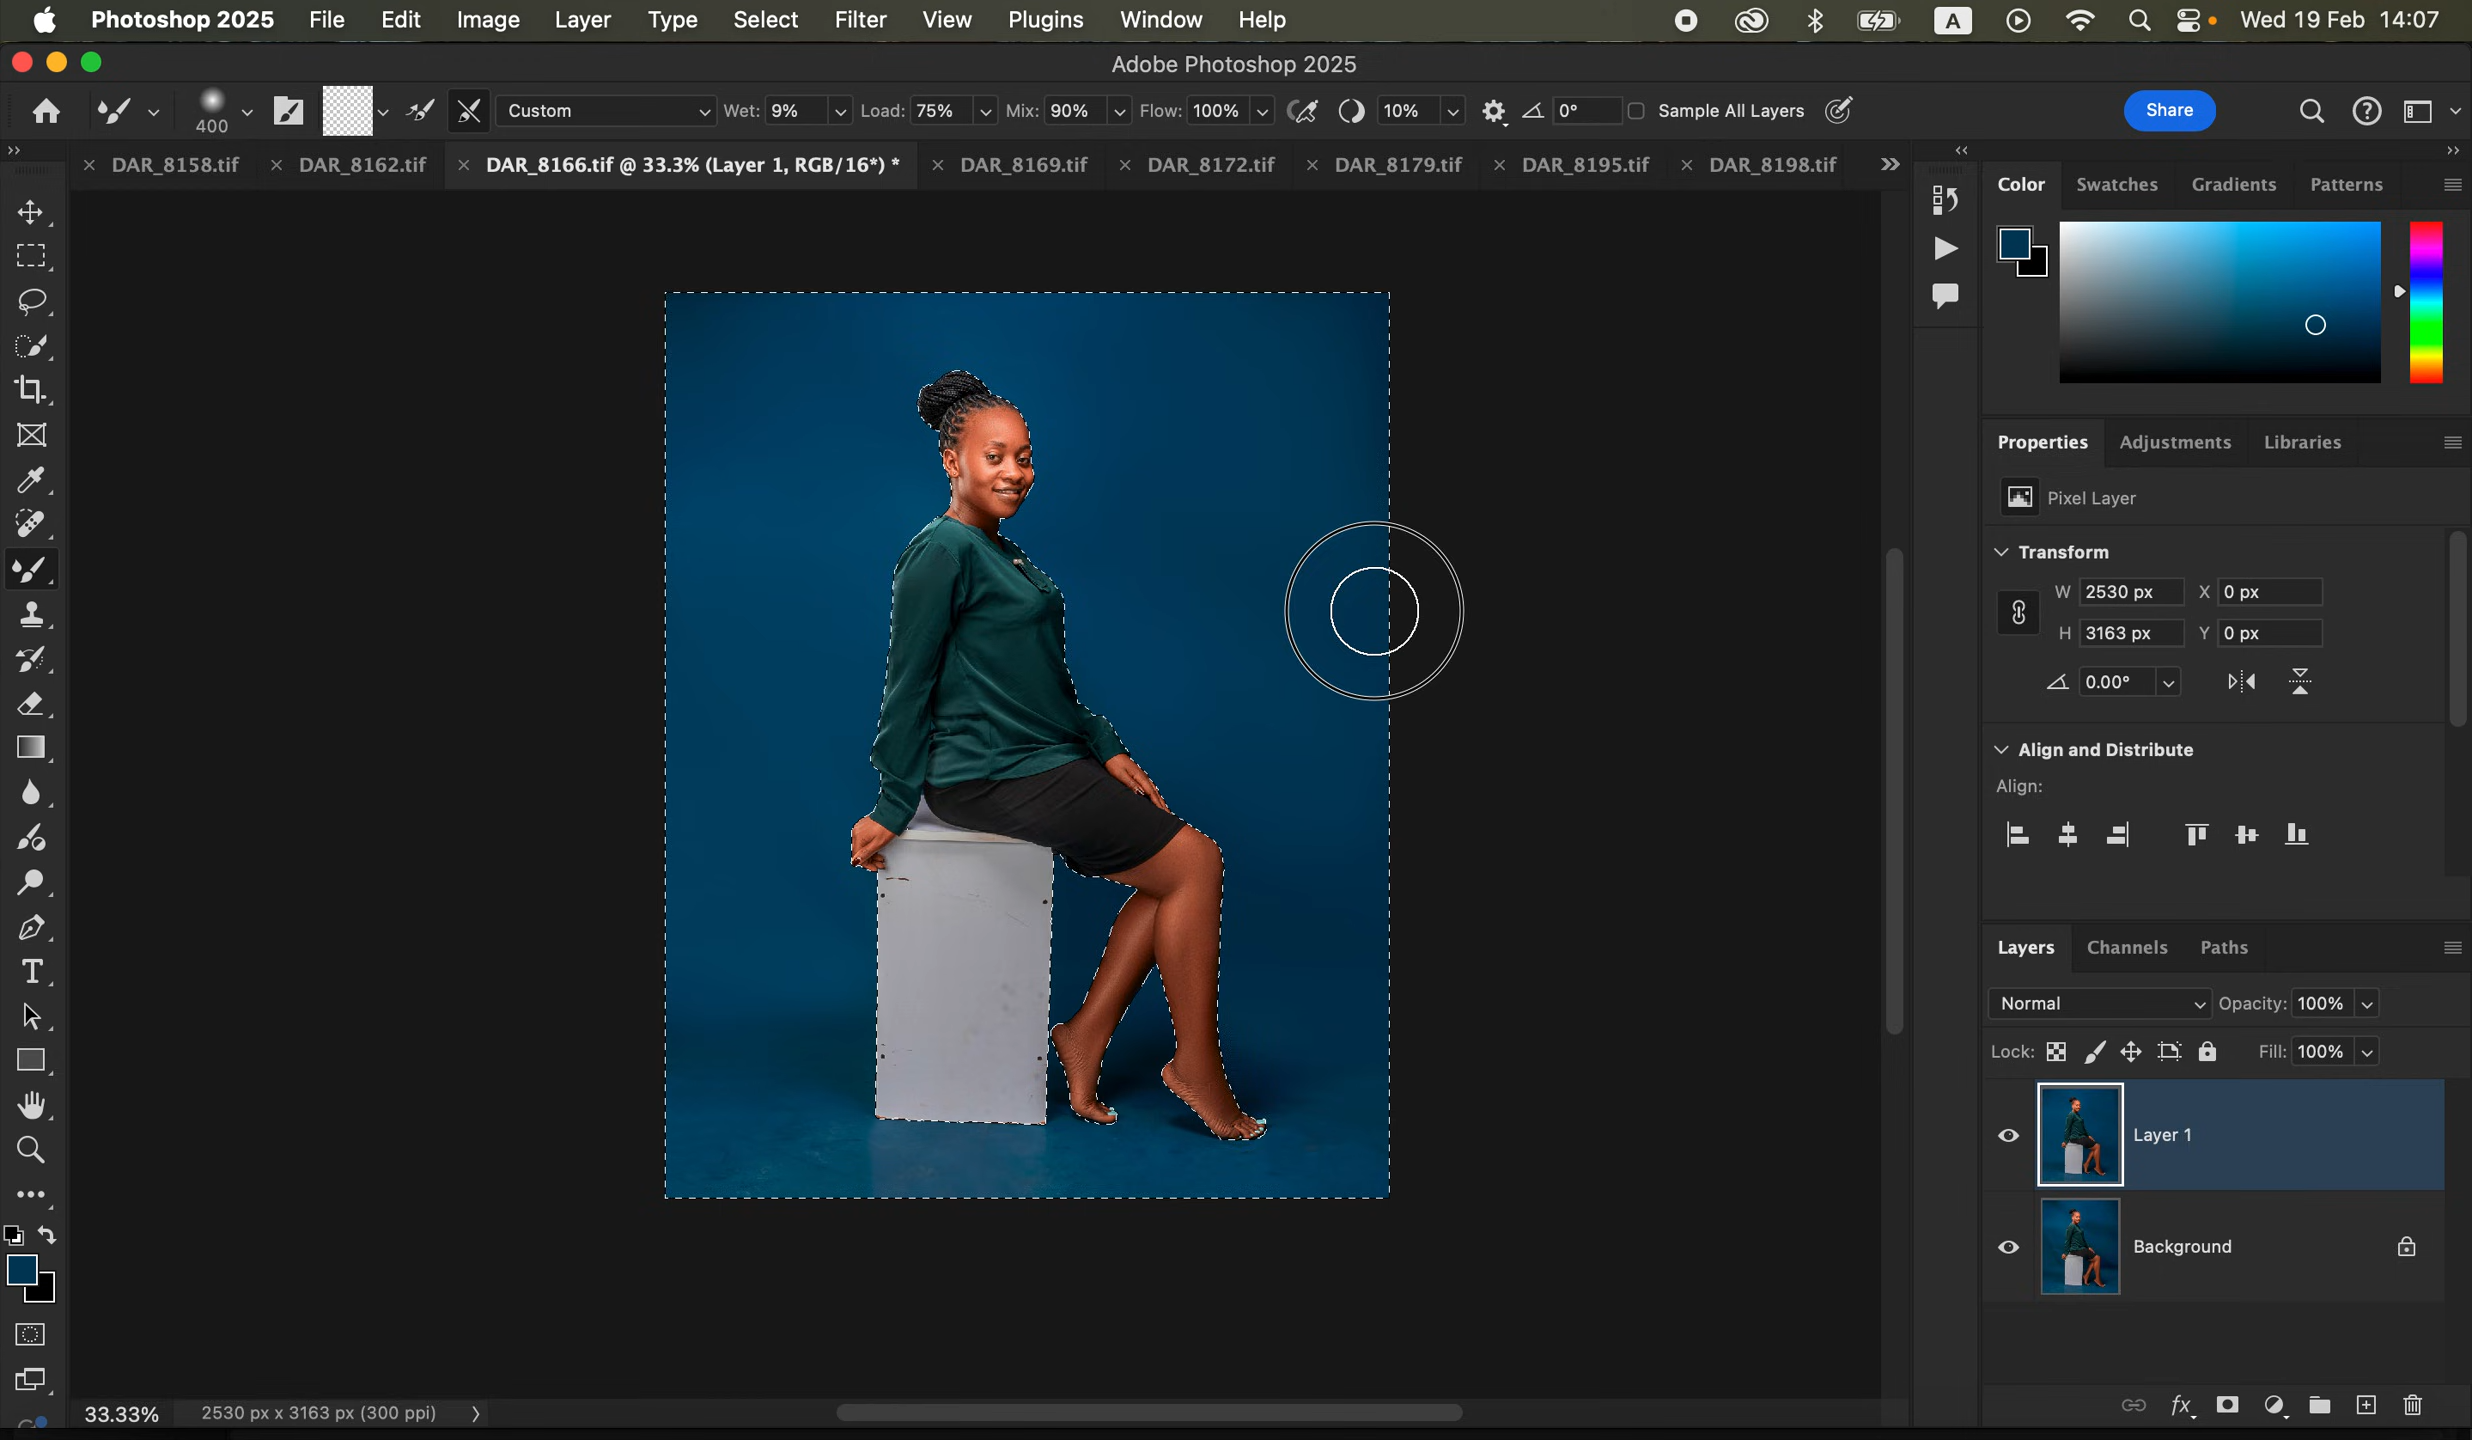 Photoshop 2025 File Edit Image Layer Type Select Filter View Plugins Window Help A Wed 19 Feb 14:07
Adobe Photoshop 2025
400 Custom Wet: 9% Load: 75% Mix: 90% Flow: 100% 10% 0° Sample All Layers Share
DAR_8158.tif DAR_8162.tif DAR_8166.tif @ 33.3% (Layer 1, RGB/16*) * DAR_8169.tif DAR_8172.tif DAR_8179.tif DAR_8195.tif DAR_8198.tif
Color Swatches Gradients Patterns
Properties Adjustments Libraries
Pixel Layer
Transform
W 2530 px X 0 px
H 3163 px Y 0 px
0.00°
Align and Distribute
Align:
Layers Channels Paths
Normal Opacity: 100%
Lock: Fill: 100%
Layer 1
Background
33.33% 2530 px x 3163 px (300 ppi)